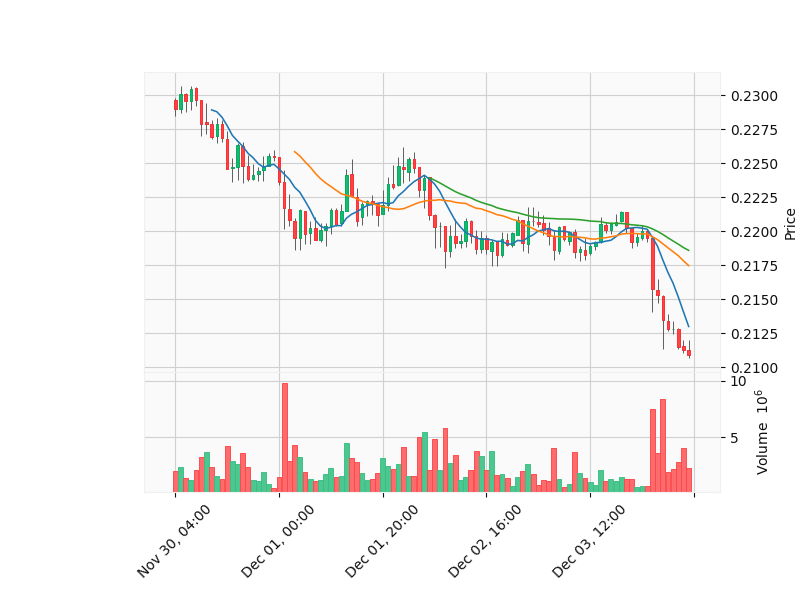 0.2300
0.2275
0.2250
0.2225
0.2200
0.2175
0.2150
0.2125
0.2100
Price
10
5
Volume 10⁶
Nov 30, 04:00
Dec 01, 00:00
Dec 01, 20:00
Dec 02, 16:00
Dec 03, 12:00